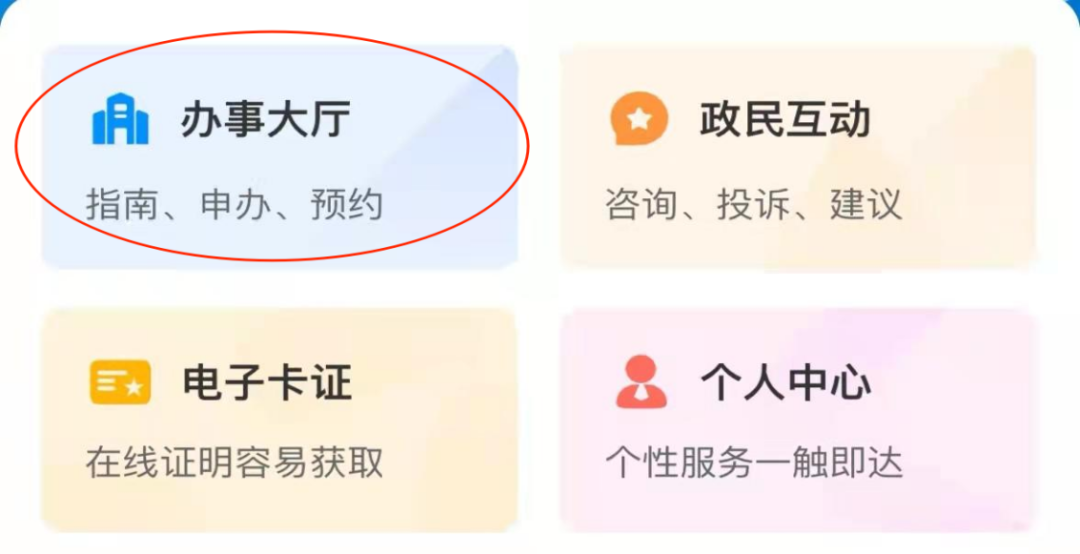 办事大厅
指南、申办、预约
政民互动
咨询、投诉、建议
电子卡证
在线证明容易获取
个人中心
个性服务一触即达